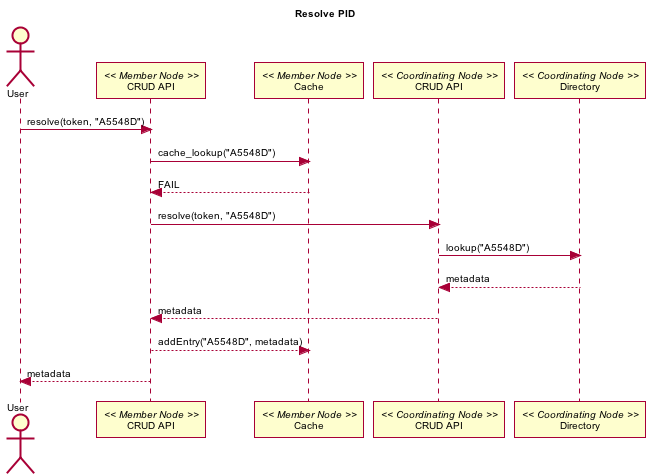 Resolve PID
User
<< Member Node >>
CRUD API
<< Member Node >>
Cache
<< Coordinating Node >>
CRUD API
<< Coordinating Node >>
Directory
resolve(token, "A5548D")
cache_lookup("A5548D")
FAIL
resolve(token, "A5548D")
lookup("A5548D")
metadata
metadata
addEntry("A5548D", metadata)
metadata
User
<< Member Node >>
CRUD API
<< Member Node >>
Cache
<< Coordinating Node >>
CRUD API
<< Coordinating Node >>
Directory